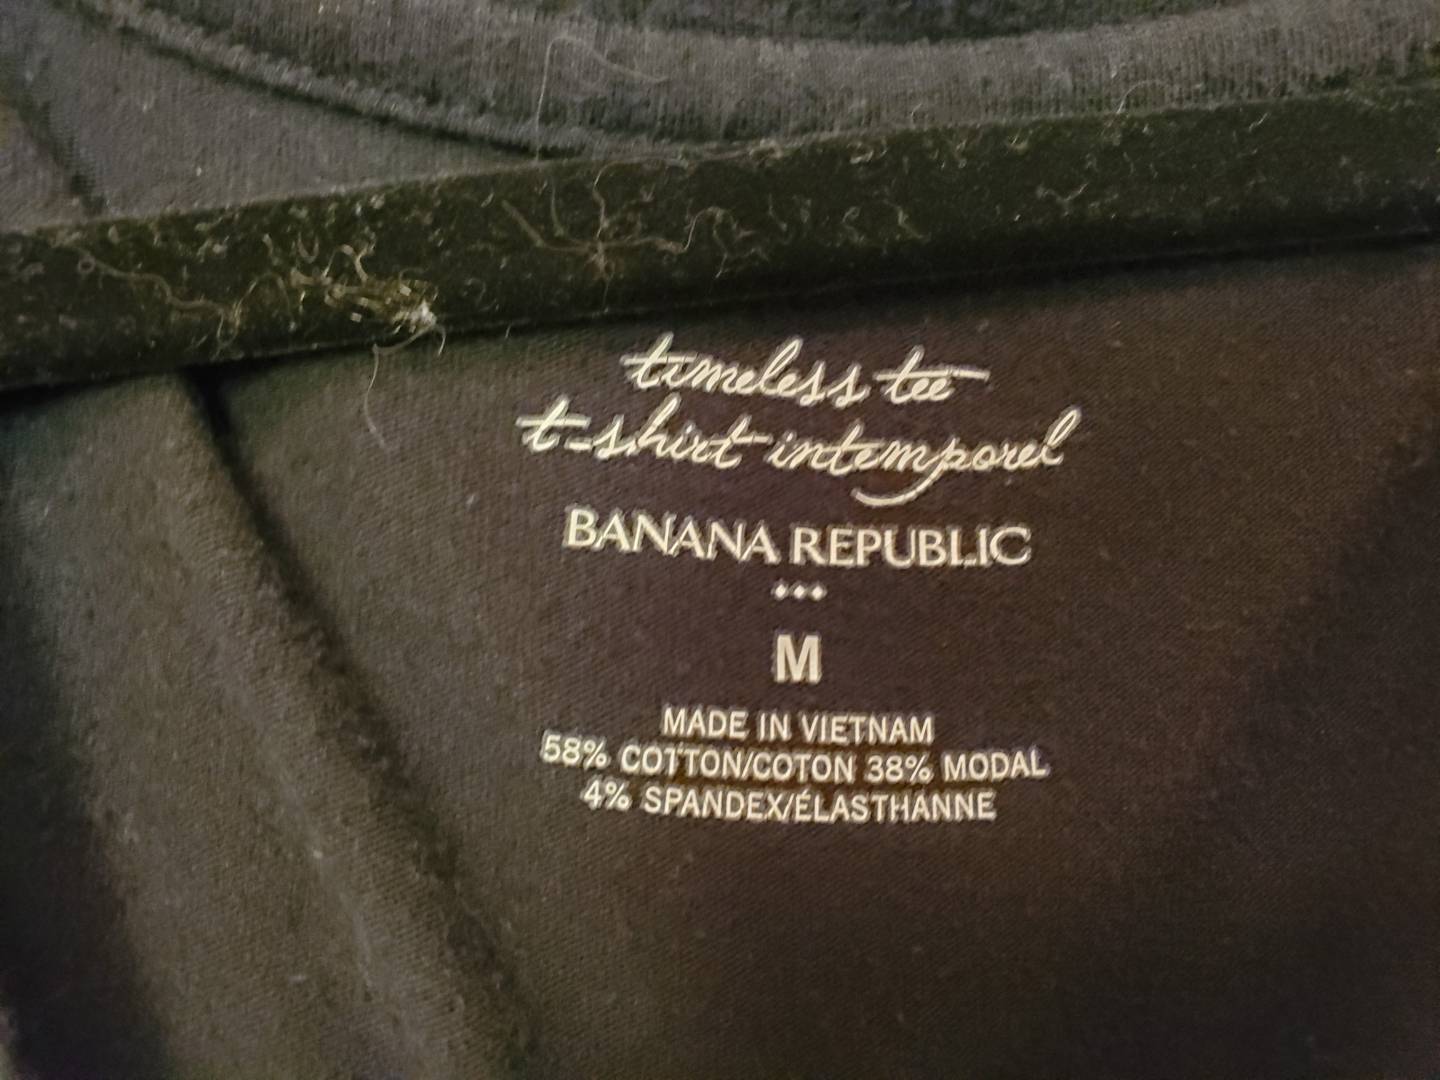 timeless tee
t-shirt intemporel
BANANA REPUBLIC
M
MADE IN VIETNAM
58% COTTON/COTON 38% MODAL
4% SPANDEX/ÉLASTHANNE